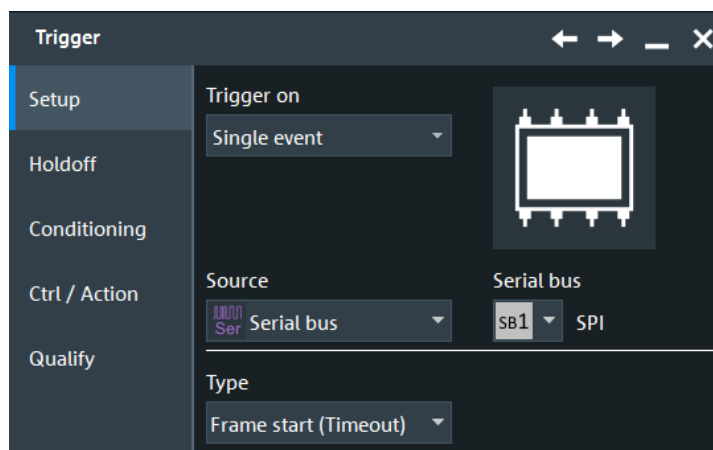 Trigger
Setup
Holdoff
Conditioning
Ctrl / Action
Qualify
Trigger on
Single event
Source
Ser Serial bus
Serial bus
SB1 SPI
Type
Frame start (Timeout)